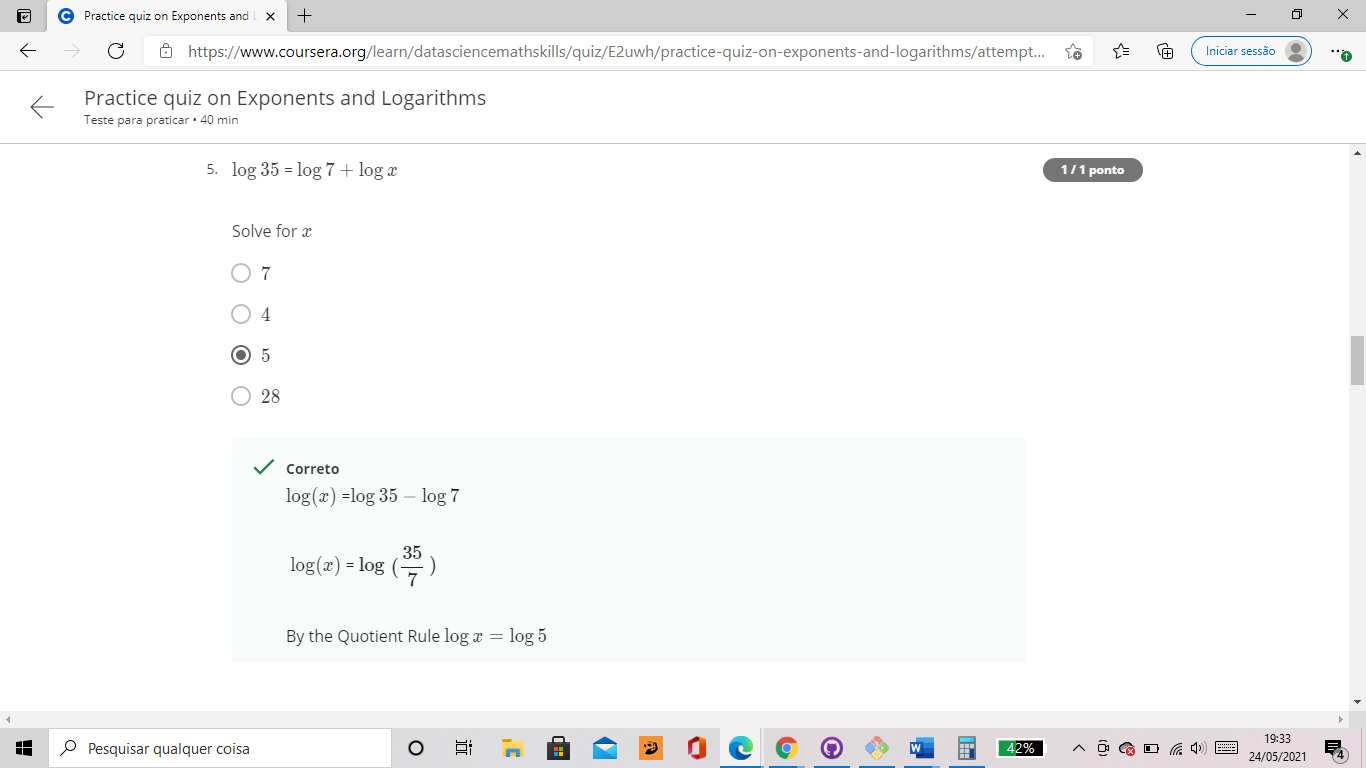 Practice quiz on Exponents and L
https://www.coursera.org/learn/datasciencemathskills/quiz/E2uwh/practice-quiz-on-exponents-and-logarithms/attempt...
Iniciar sessão
Practice quiz on Exponents and Logarithms
Teste para praticar • 40 min
5. log 35 = log 7 + log x
1 / 1 ponto
Solve for x
7
4
5
28
Correto
log(x) =log 35 − log 7
log(x) = log (35/7)
By the Quotient Rule log x = log 5
Pesquisar qualquer coisa
42%
19:33
24/05/2021
4